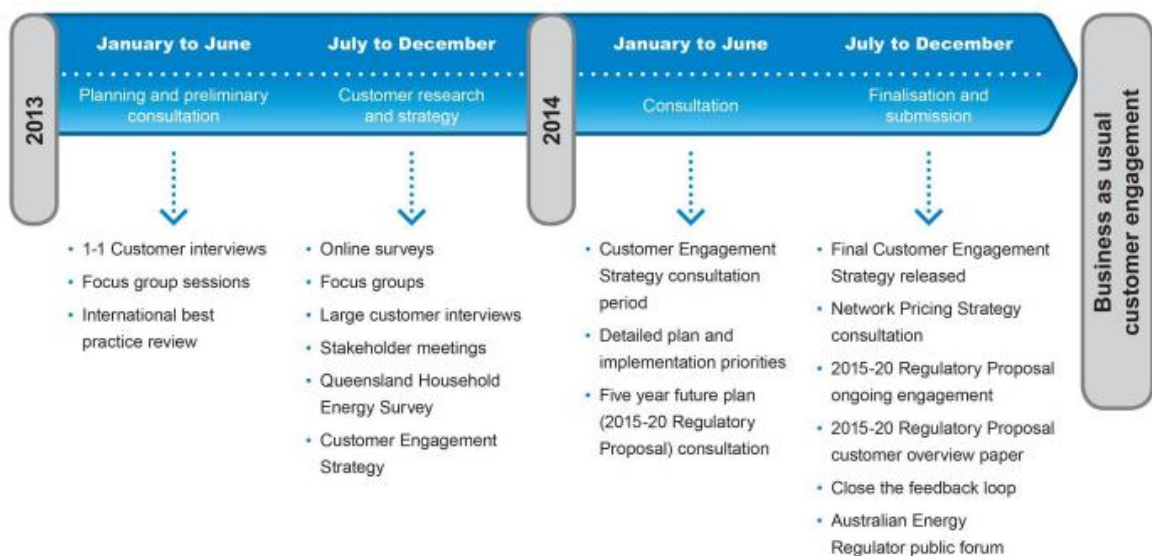 2013
January to June
Planning and preliminary
consultation
• 1-1 Customer interviews
• Focus group sessions
• International best
practice review
July to December
Customer research
and strategy
• Online surveys
• Focus groups
• Large customer interviews
• Stakeholder meetings
• Queensland Household
Energy Survey
• Customer Engagement
Strategy
2014
January to June
Consultation
• Customer Engagement
Strategy consultation
period
• Detailed plan and
implementation priorities
• Five year future plan
(2015-20 Regulatory
Proposal) consultation
July to December
Finalisation and
submission
• Final Customer Engagement
Strategy released
• Network Pricing Strategy
consultation
• 2015-20 Regulatory Proposal
ongoing engagement
• 2015-20 Regulatory Proposal
customer overview paper
• Close the feedback loop
• Australian Energy
Regulator public forum
Business as usual
customer engagement